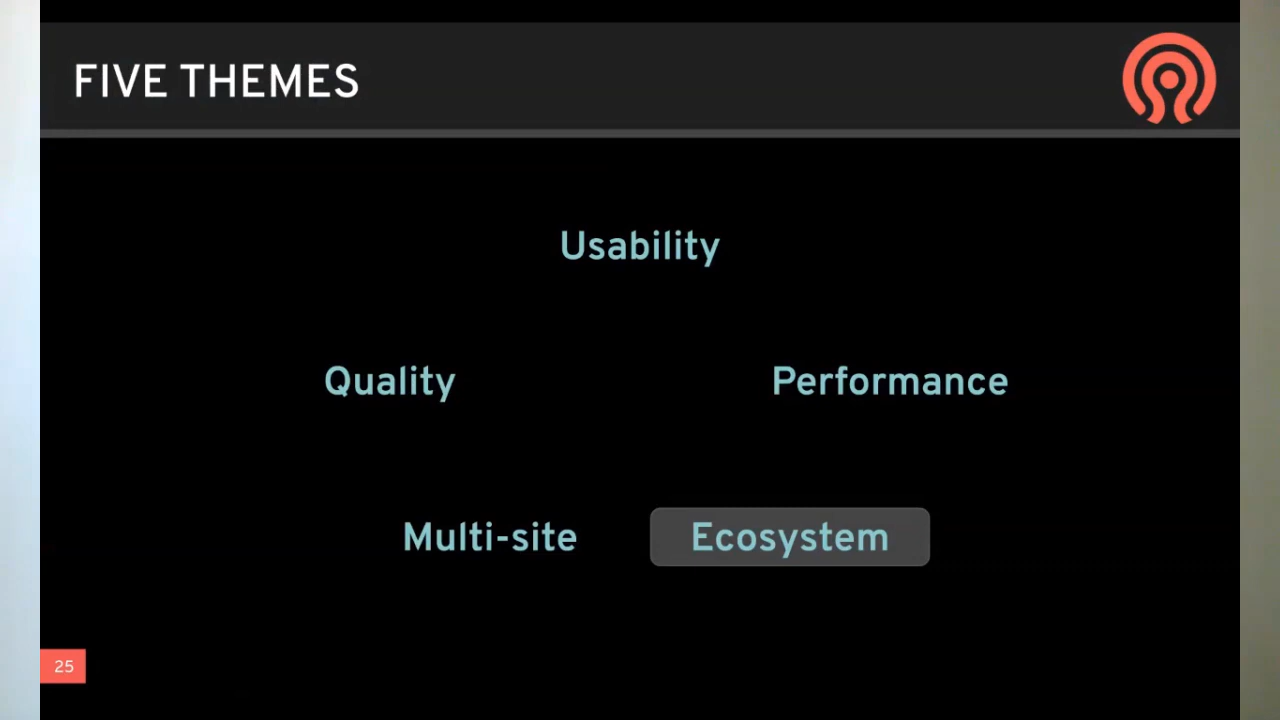 FIVE THEMES
Usability
Quality Performance
Multi-site Ecosystem
25